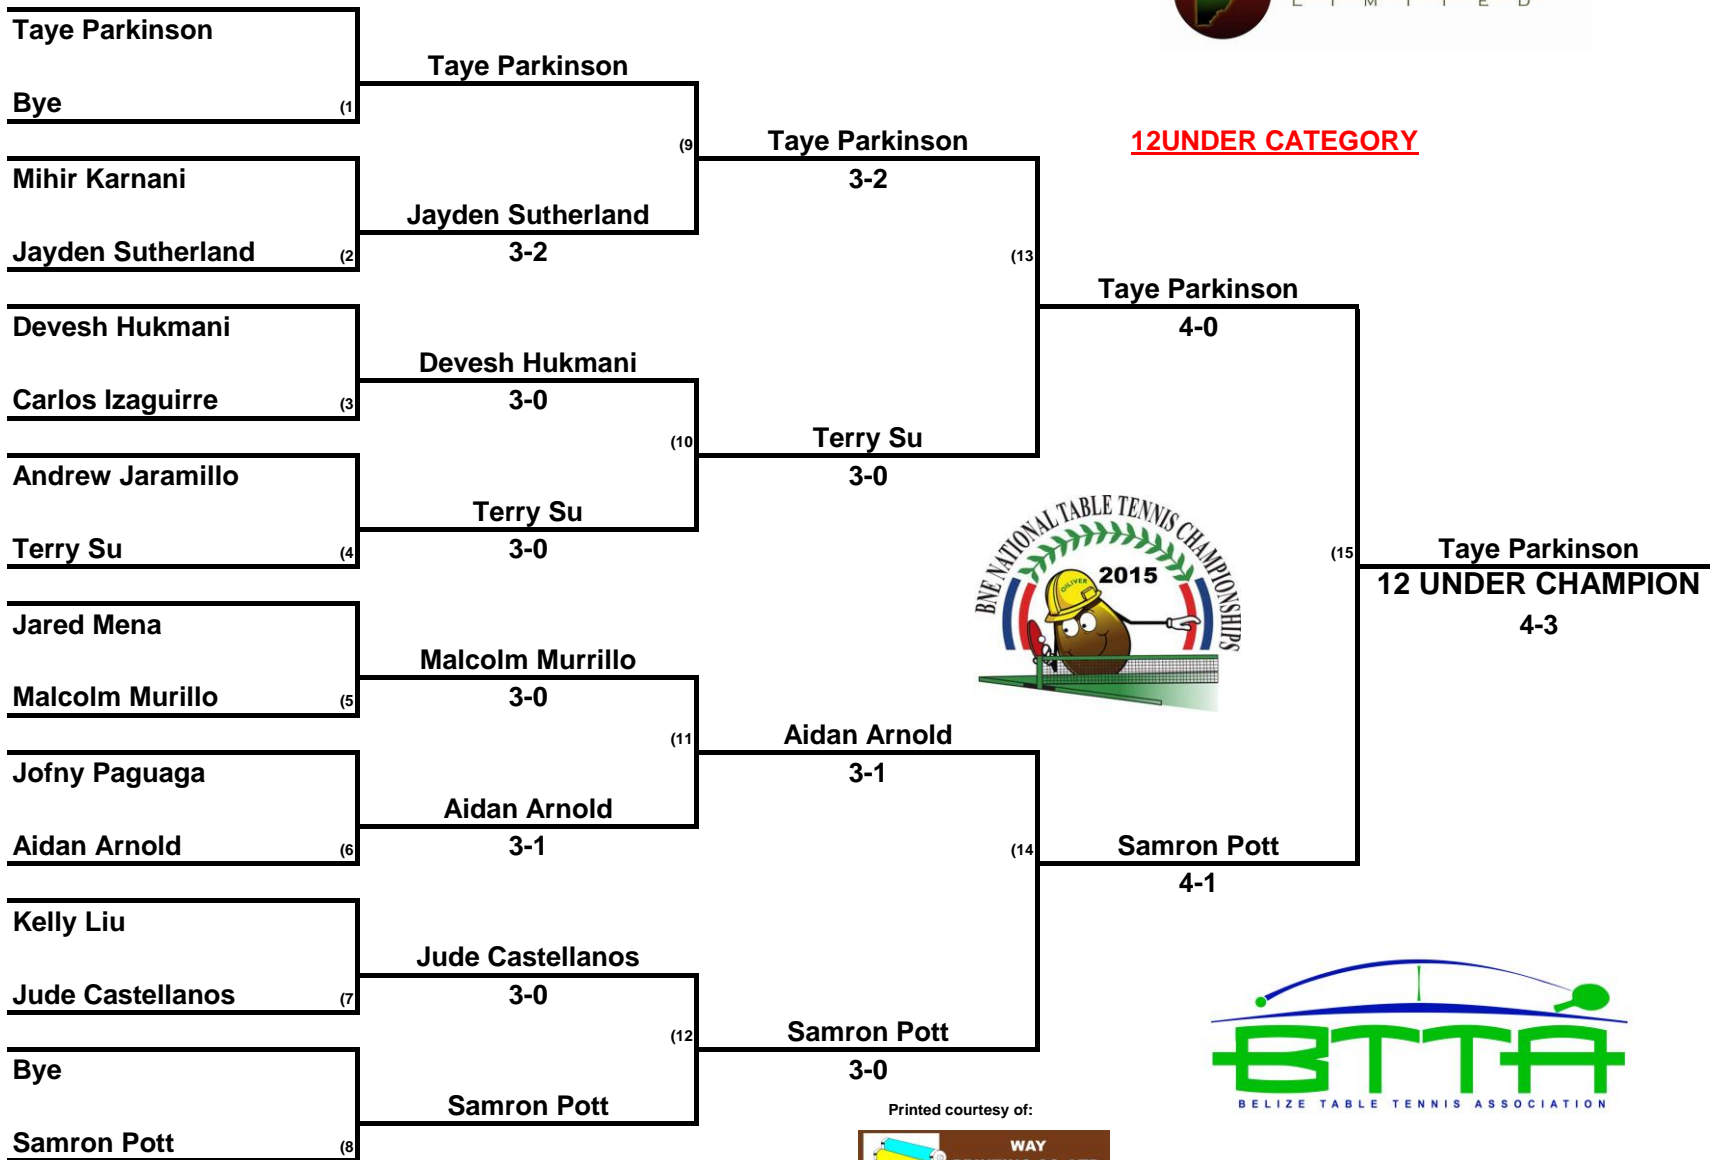 LIMITED
Taye Parkinson
Bye (1
Taye Parkinson
Mihir Karnani
Jayden Sutherland (2
Jayden Sutherland
3-2
(9
Taye Parkinson
3-2
12UNDER CATEGORY
Devesh Hukmani
Carlos Izaguirre (3
Devesh Hukmani
3-0
Andrew Jaramillo
Terry Su (4
Terry Su
3-0
(10
Terry Su
3-0
(13
Taye Parkinson
4-0
Jared Mena
Malcolm Murillo (5
Malcolm Murrillo
3-0
Jofny Paguaga
Aidan Arnold (6
Aidan Arnold
3-1
(11
Aidan Arnold
3-1
Kelly Liu
Jude Castellanos (7
Jude Castellanos
3-0
Bye
Samron Pott (8
Samron Pott
(12
Samron Pott
3-0
(14
Samron Pott
4-1
(15
Taye Parkinson
12 UNDER CHAMPION
4-3
BNE NATIONAL TABLE TENNIS CHAMPIONSHIPS
2015
OILIVER
BTTA
BELIZE TABLE TENNIS ASSOCIATION
Printed courtesy of:
WAY